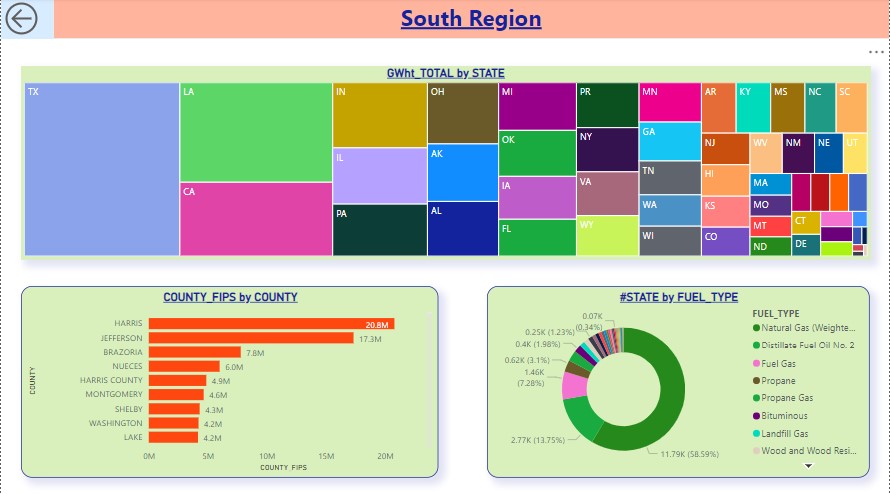 South Region
GWht_TOTAL by STATE
TX
LA
CA
IN
IL
PA
OH
AK
AL
MI
OK
IA
FL
PR
NY
VA
WY
MN
GA
TN
WA
WI
AR
KY
MS
NC
SC
NJ
HI
KS
CO
WV
NM
NE
UT
MA
MO
MT
ND
CT
DE
COUNTY_FIPS by COUNTY
COUNTY
HARRIS
20.8M
JEFFERSON
17.3M
BRAZORIA
7.8M
NUECES
6.0M
HARRIS COUNTY
4.9M
MONTGOMERY
4.6M
SHELBY
4.3M
WASHINGTON
4.2M
LAKE
4.2M
0M
5M
10M
15M
20M
COUNTY_FIPS
#STATE by FUEL_TYPE
0.07K
(0.34%)
0.25K (1.23%)
0.4K (1.98%)
0.62K (3.1%)
1.46K
(7.28%)
2.77K (13.75%)
11.79K (58.59%)
FUEL_TYPE
Natural Gas (Weighte...
Distillate Fuel Oil No. 2
Fuel Gas
Propane
Propane Gas
Bituminous
Landfill Gas
Wood and Wood Resi...